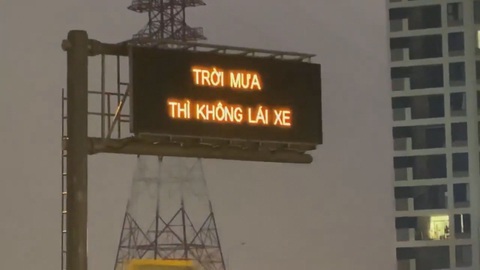 TRỜI MƯA
THÌ KHÔNG LÁI XE